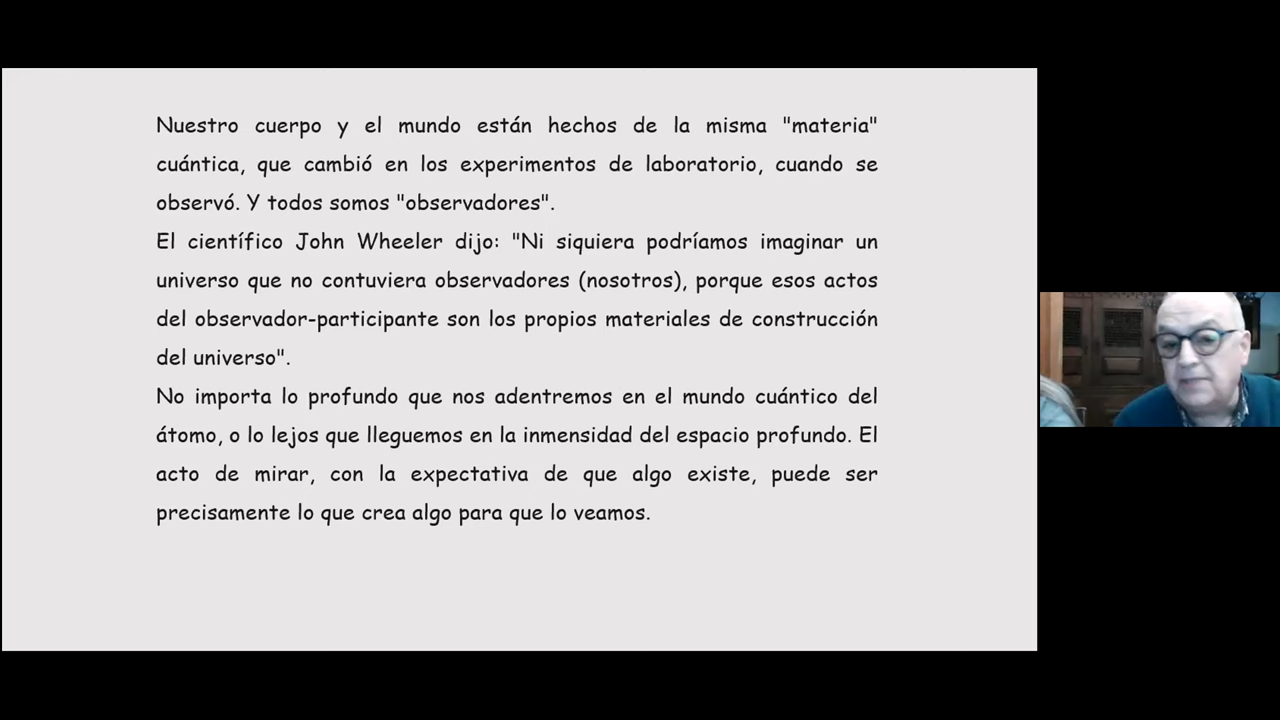 Nuestro cuerpo y el mundo están hechos de la misma "materia"
cuántica, que cambió en los experimentos de laboratorio, cuando se
observó. Y todos somos "observadores".
El científico John Wheeler dijo: "Ni siquiera podríamos imaginar un
universo que no contuviera observadores (nosotros), porque esos actos
del observador-participante son los propios materiales de construcción
del universo".
No importa lo profundo que nos adentremos en el mundo cuántico del
átomo, o lo lejos que lleguemos en la inmensidad del espacio profundo. El
acto de mirar, con la expectativa de que algo existe, puede ser
precisamente lo que crea algo para que lo veamos.